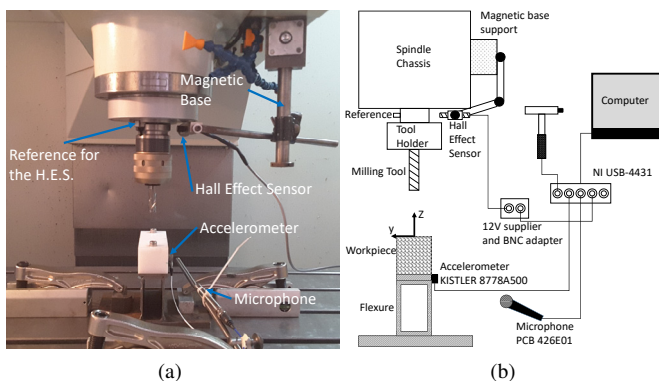 Magnetic
Base
Reference for
the H.E.S.
Hall Effect Sensor
Accelerometer
Microphone
(a)
b)
Magnetic base
support
Spindle
Chassis
Reference
Tool
Holder
Hall
Effect
Sensor
Milling Tool
Computer
NI USB-4431
12V supplier
and BNC adapter
Z
y
Workpiece
Accelerometer
KISTLER 8778A500
Flexure
Microphone
PCB 426E01
(b)